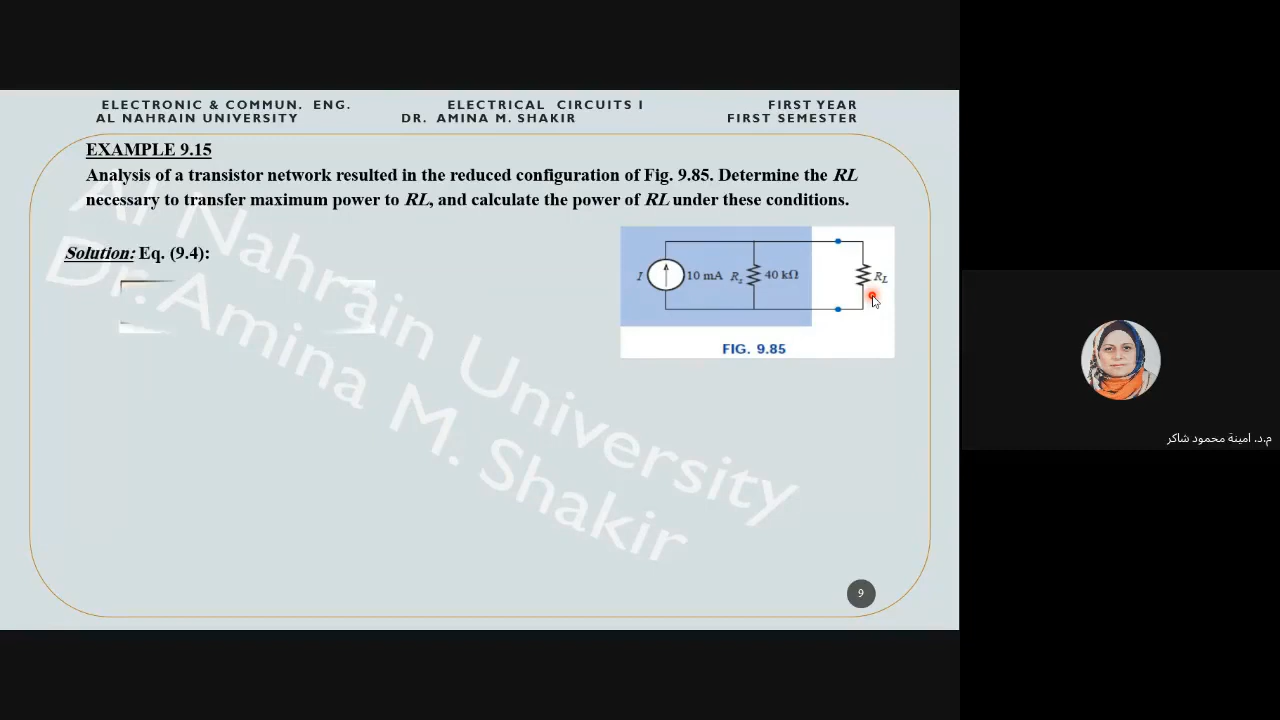 ELECTRONIC & COMMUN. ENG. ELECTRICAL CIRCUITS I FIRST YEAR
AL NAHRAIN UNIVERSITY DR. AMINA M. SHAKIR FIRST SEMESTER
EXAMPLE 9.15
Analysis of a transistor network resulted in the reduced configuration of Fig. 9.85. Determine the RL
necessary to transfer maximum power to RL, and calculate the power of RL under these conditions.
Solution: Eq. (9.4):
I 10 mA Rs 40 kΩ RL
FIG. 9.85
Al Nahrain University
Dr. Amina M. Shakir
9
م.د. امينة محمود شاكر